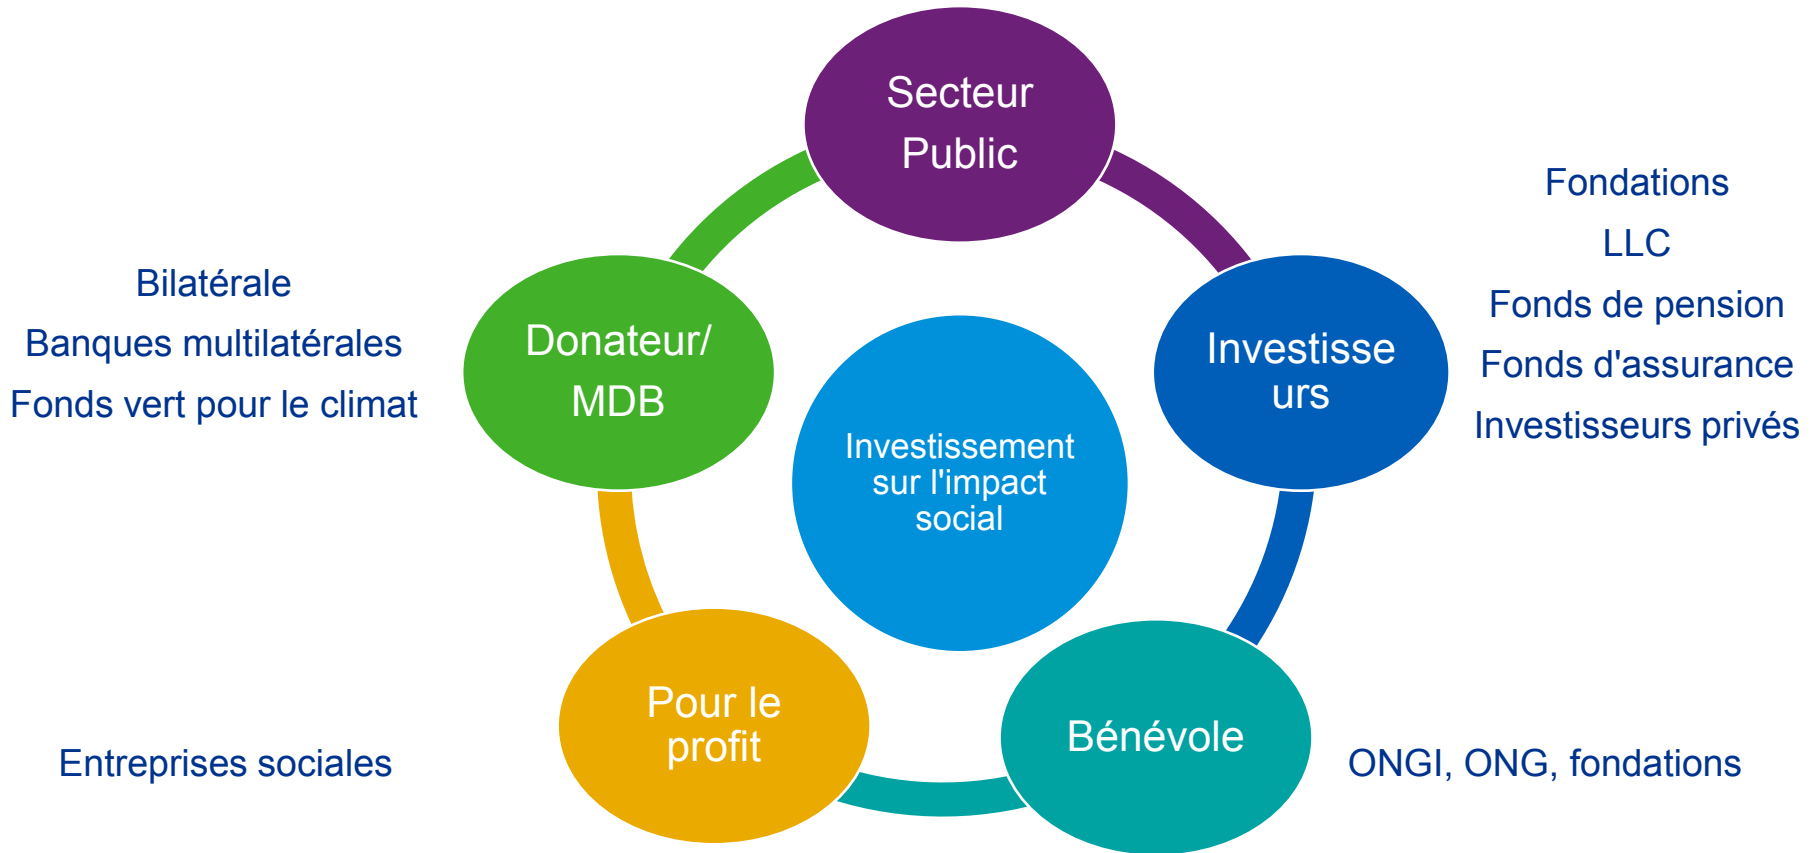 Secteur
Public
Fondations
LLC
Fonds de pension
Fonds d'assurance
Investisseurs privés
Bilatérale
Banques multilatérales
Fonds vert pour le climat
Donateur/
MDB
Investisse
urs
Investissement
sur l'impact
social
Pour le
profit
Bénévole
Entreprises sociales
ONGI, ONG, fondations